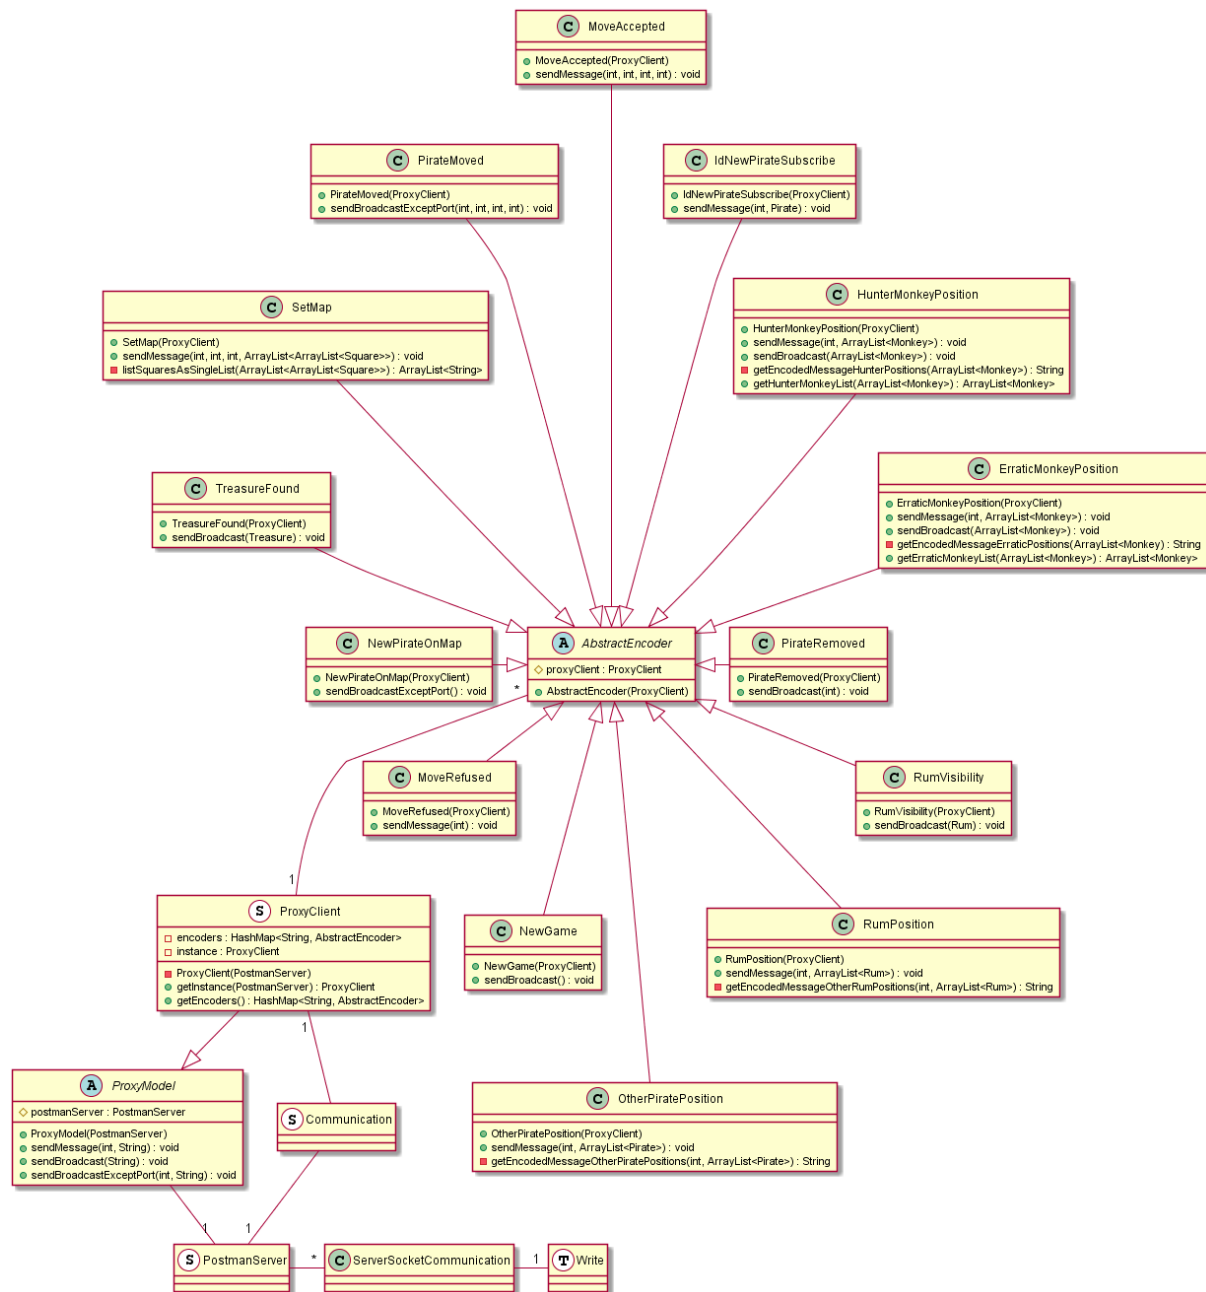 C MoveAccepted
MoveAccepted(ProxyClient)
sendMessage(int, int, int, int) : void
C PirateMoved
PirateMoved(ProxyClient)
sendBroadcastExceptPort(int, int, int, int) : void
C IdNewPirateSubscribe
IdNewPirateSubscribe(ProxyClient)
sendMessage(int, Pirate) : void
C SetMap
SetMap(ProxyClient)
sendMessage(int, int, int, ArrayList<ArrayList<Square>>) : void
listSquaresAsSingleList(ArrayList<ArrayList<Square>>) : ArrayList<String>
C HunterMonkeyPosition
HunterMonkeyPosition(ProxyClient)
sendMessage(int, ArrayList<Monkey>) : void
sendBroadcast(ArrayList<Monkey>) : void
getEncodedMessageHunterPositions(ArrayList<Monkey>) : String
getHunterMonkeyList(ArrayList<Monkey>) : ArrayList<Monkey>
C TreasureFound
TreasureFound(ProxyClient)
sendBroadcast(Treasure) : void
C ErraticMonkeyPosition
ErraticMonkeyPosition(ProxyClient)
sendMessage(int, ArrayList<Monkey>) : void
sendBroadcast(ArrayList<Monkey>) : void
getEncodedMessageErraticPositions(ArrayList<Monkey) : String
getErraticMonkeyList(ArrayList<Monkey>) : ArrayList<Monkey>
C NewPirateOnMap
NewPirateOnMap(ProxyClient)
sendBroadcastExceptPort() : void
A AbstractEncoder
proxyClient : ProxyClient
AbstractEncoder(ProxyClient)
*
C PirateRemoved
PirateRemoved(ProxyClient)
sendBroadcast(int) : void
C MoveRefused
MoveRefused(ProxyClient)
sendMessage(int) : void
C RumVisibility
RumVisibility(ProxyClient)
sendBroadcast(Rum) : void
1
S ProxyClient
encoders : HashMap<String, AbstractEncoder>
instance : ProxyClient
ProxyClient(PostmanServer)
getInstance(PostmanServer) : ProxyClient
getEncoders() : HashMap<String, AbstractEncoder>
1
C NewGame
NewGame(ProxyClient)
sendBroadcast() : void
C RumPosition
RumPosition(ProxyClient)
sendMessage(int, ArrayList<Rum>) : void
getEncodedMessageOtherRumPositions(int, ArrayList<Rum>) : String
A ProxyModel
postmanServer : PostmanServer
ProxyModel(PostmanServer)
sendMessage(int, String) : void
sendBroadcast(String) : void
sendBroadcastExceptPort(int, String) : void
S Communication
C OtherPiratePosition
OtherPiratePosition(ProxyClient)
sendMessage(int, ArrayList<Pirate>) : void
getEncodedMessageOtherPiratePositions(int, ArrayList<Pirate>) : String
1 1
S PostmanServer
*
C ServerSocketCommunication
1
T Write